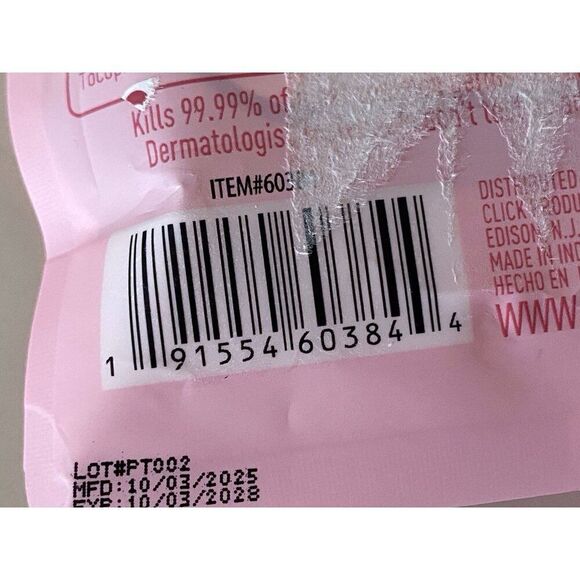 Kills 99.99% of
Dermatologis
ITEM#603
1 91554 60384 4
DISTRIBUTED
CLICK PRODU
EDISON N.J.
MADE IN IND
HECHO EN
WWW
LOT#PT002
MFD:10/03/2025
EXP:10/03/2028